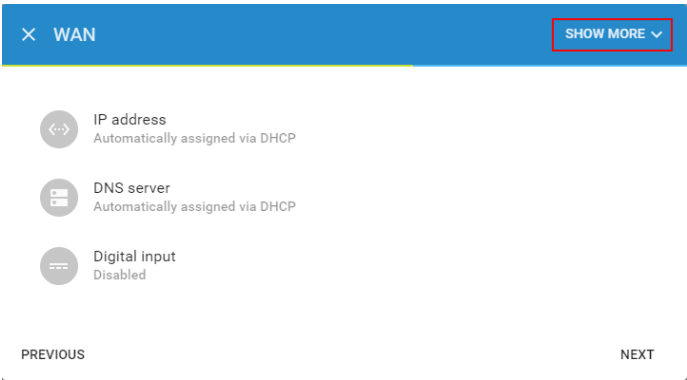 WAN
SHOW MORE
IP address
Automatically assigned via DHCP
DNS server
Automatically assigned via DHCP
Digital input
Disabled
PREVIOUS
NEXT